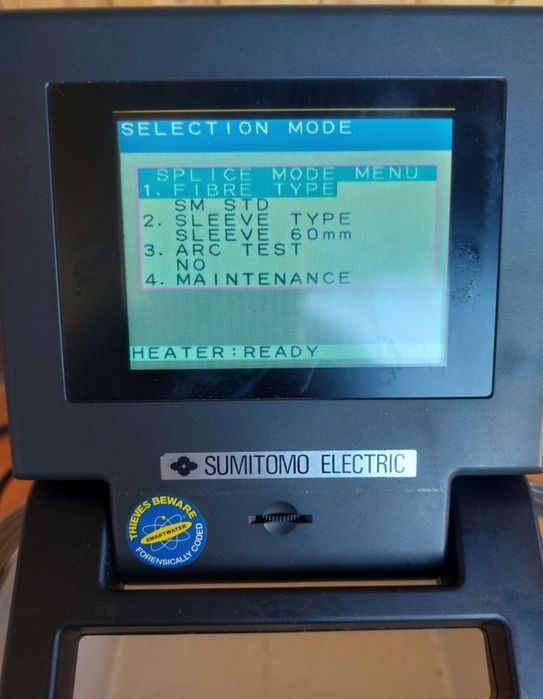 SELECTION MODE
SPLICE MODE MENU
1. FIBRE TYPE
SM STD
2. SLEEVE TYPE
SLEEVE 60mm
3. ARC TEST
NO
4. MAINTENANCE
HEATER:READY
SUMITOMO ELECTRIC
THIEVES BEWARE
SMARTWATER
FORENSICALLY CODED